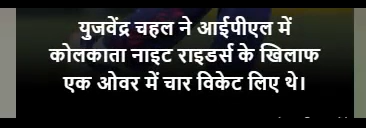 युजवेंद्र चहल ने आईपीएल में
कोलकाता नाइट राइडर्स के खिलाफ
एक ओवर में चार विकेट लिए थे।